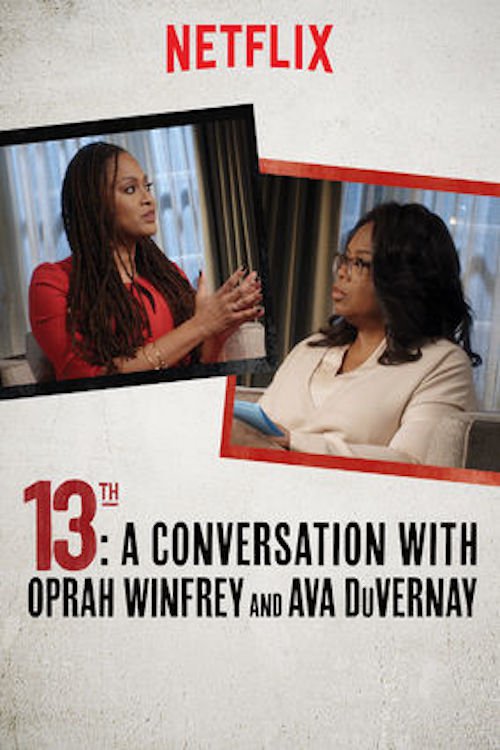 NETFLIX
13TH: A CONVERSATION WITH
OPRAH WINFREY AND AVA DuVERNAY